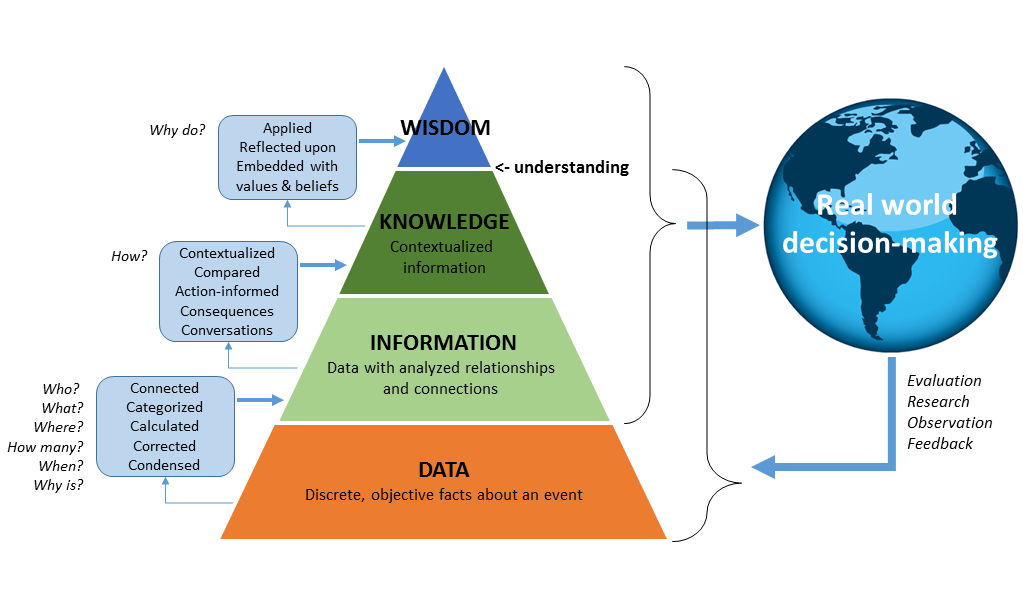 Why do?
Applied
Reflected upon
Embedded with
values & beliefs
WISDOM
<- understanding
How?
Contextualized
Compared
Action-informed
Consequences
Conversations
KNOWLEDGE
Contextualized
information
Who?
What?
Where?
How many?
When?
Why is?
Connected
Categorized
Calculated
Corrected
Condensed
INFORMATION
Data with analyzed relationships
and connections
DATA
Discrete, objective facts about an event
Real world
decision-making
Evaluation
Research
Observation
Feedback